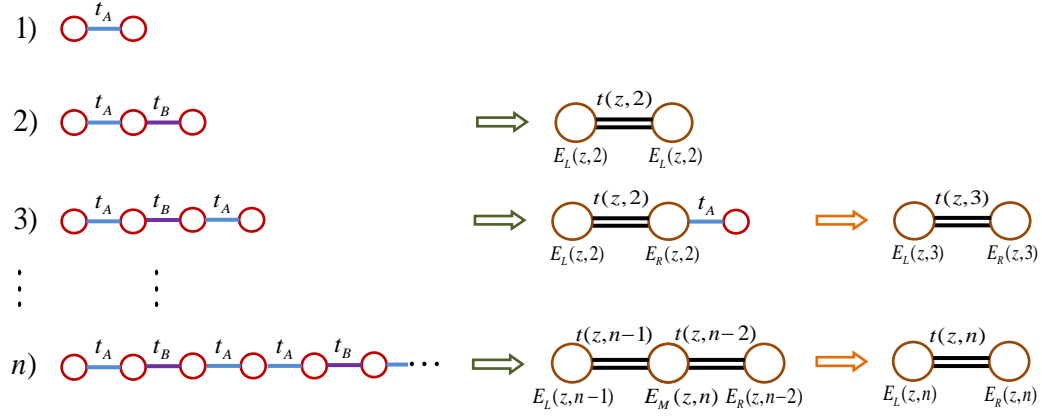 1) t_A
2) t_A t_B t(z,2)
E_L(z,2) E_L(z,2)
3) t_A t_B t_A t(z,2) t_A t(z,3)
E_L(z,2) E_R(z,2) E_L(z,3) E_R(z,3)
n) t_A t_B t_A t_A t_B t(z,n−1) t(z,n−2) t(z,n)
E_L(z,n−1) E_M(z,n) E_R(z,n−2) E_L(z,n) E_R(z,n)